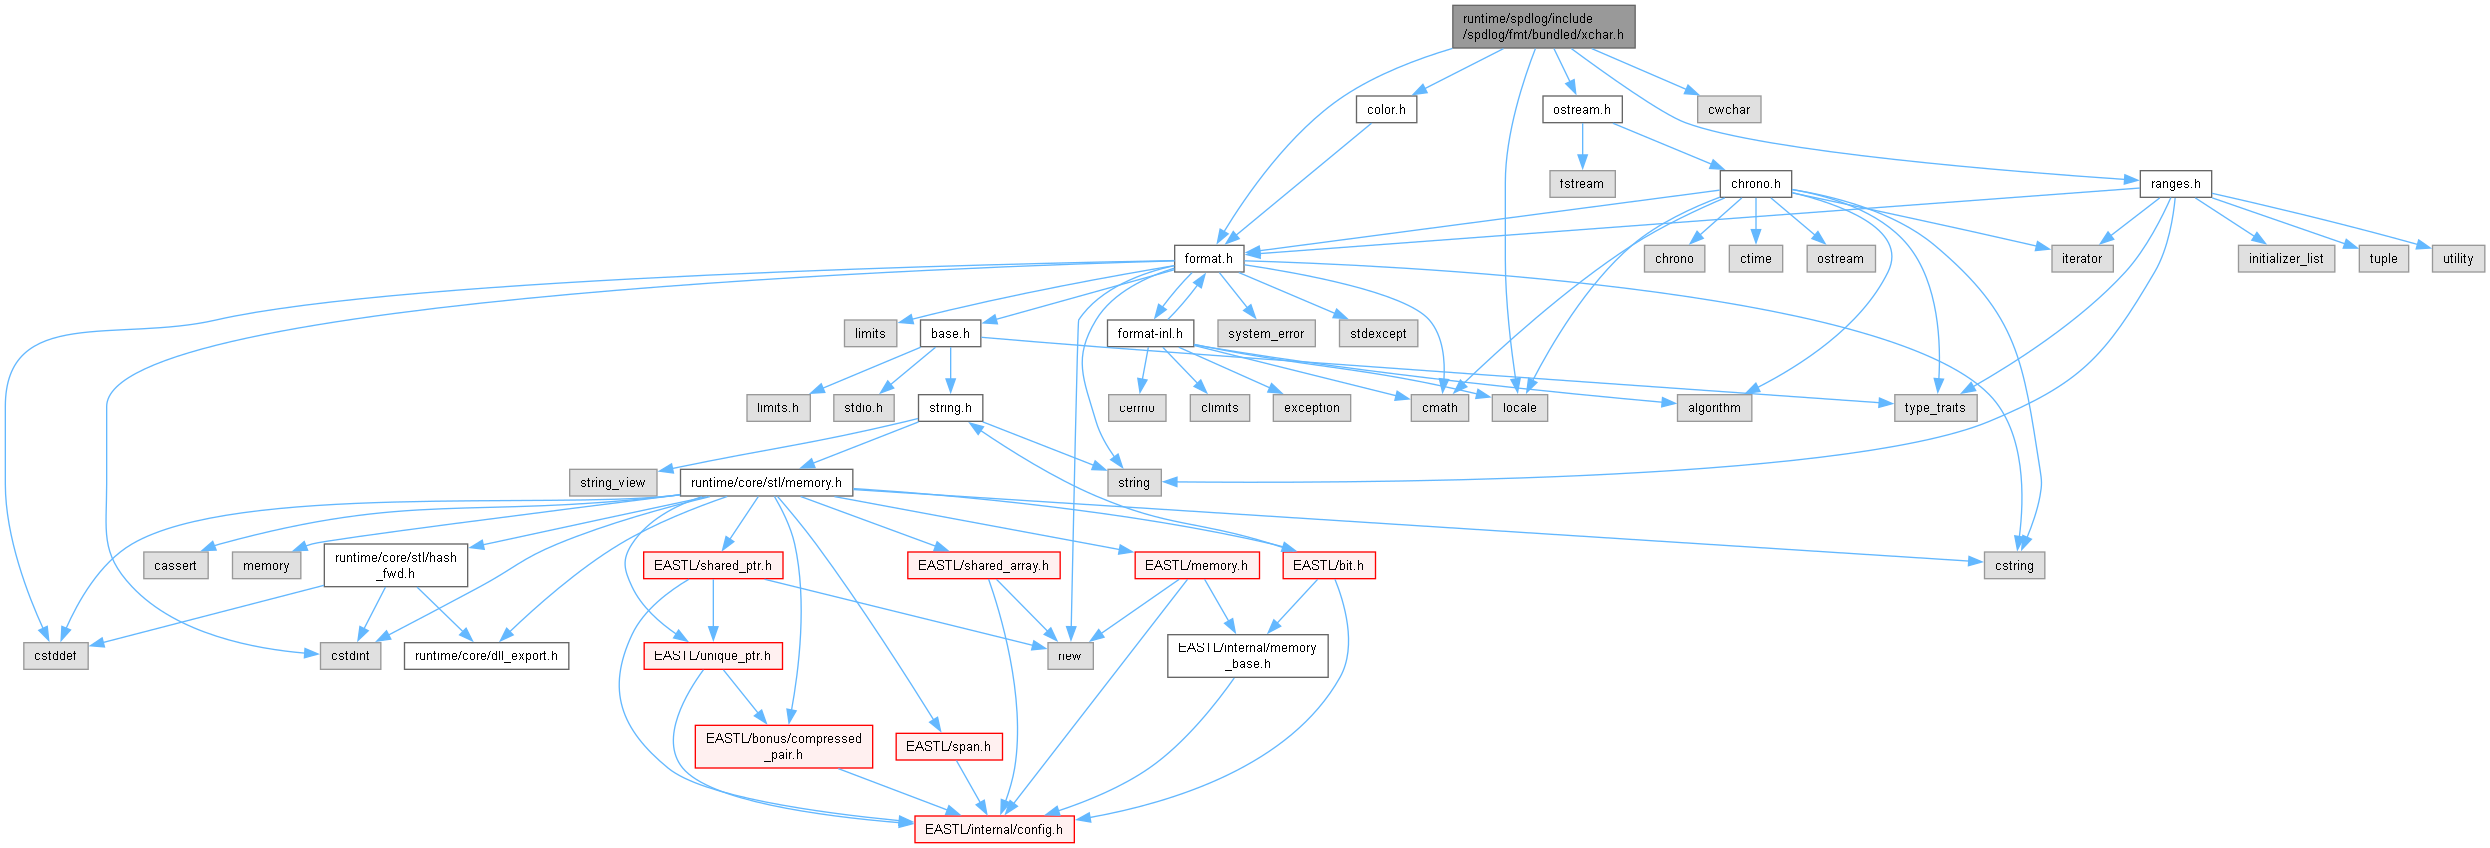 runtime/spdlog/include
/spdlog/fmt/bundled/xchar.h
color.h
ostream.h
cwchar
fstream
chrono.h
ranges.h
format.h
chrono
ctime
ostream
iterator
initializer_list
tuple
utility
limits
base.h
format-inl.h
system_error
stdexcept
limits.h
stdio.h
string.h
cerrno
climits
exception
cmath
locale
algorithm
type_traits
string_view
runtime/core/stl/memory.h
string
cassert
memory
runtime/core/stl/hash
_fwd.h
EASTL/shared_ptr.h
EASTL/shared_array.h
EASTL/memory.h
EASTL/bit.h
cstring
cstddef
cstdint
runtime/core/dll_export.h
EASTL/unique_ptr.h
new
EASTL/internal/memory
_base.h
EASTL/bonus/compressed
_pair.h
EASTL/span.h
EASTL/internal/config.h